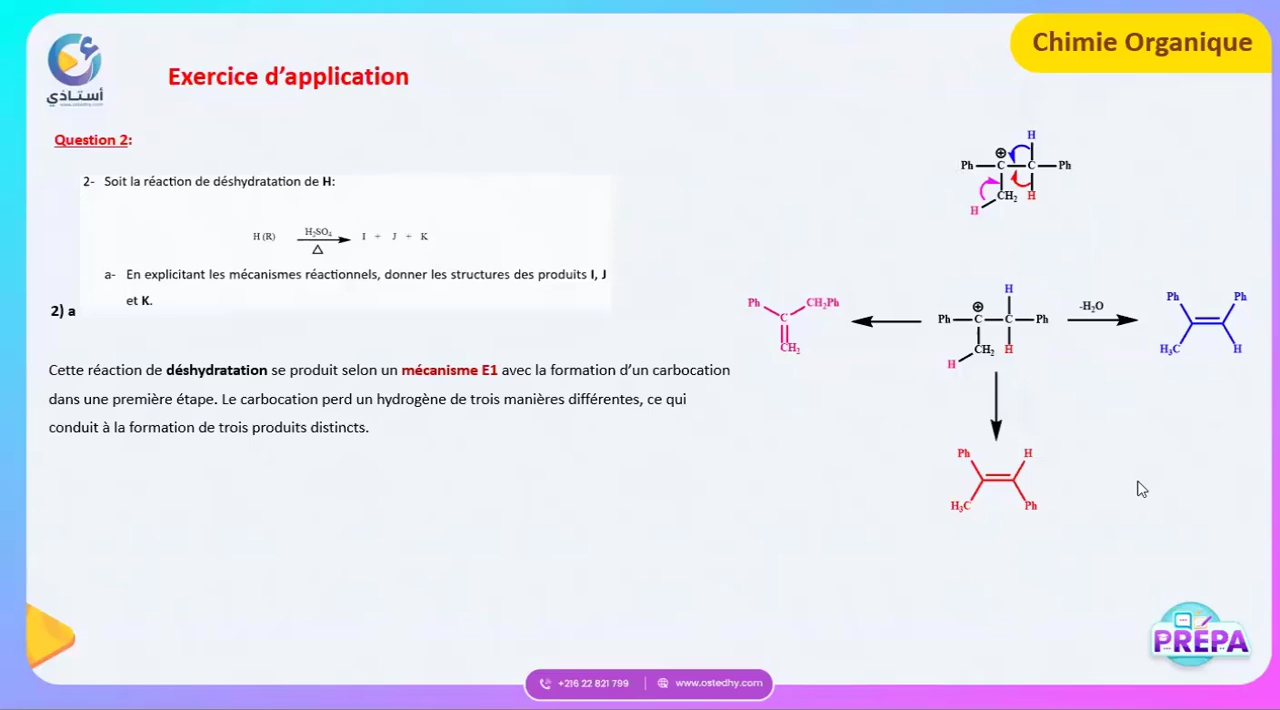 Chimie Organique
أستاذي
www.ostedhy.com
Exercice d'application
Question 2:
2- Soit la réaction de déshydratation de H:
H (R) H₂SO₄ △ I + J + K
a- En explicitant les mécanismes réactionnels, donner les structures des produits I, J
et K.
2) a
Cette réaction de déshydratation se produit selon un mécanisme E1 avec la formation d'un carbocation
dans une première étape. Le carbocation perd un hydrogène de trois manières différentes, ce qui
conduit à la formation de trois produits distincts.
H
⊕
Ph C C Ph
CH₂ H
H
Ph CH₂Ph
C
CH₂
H
⊕
Ph C C Ph
CH₂ H
H
-H₂O
Ph Ph
H₃C H
Ph H
H₃C Ph
PREPA
+216 22 821 799 | www.ostedhy.com